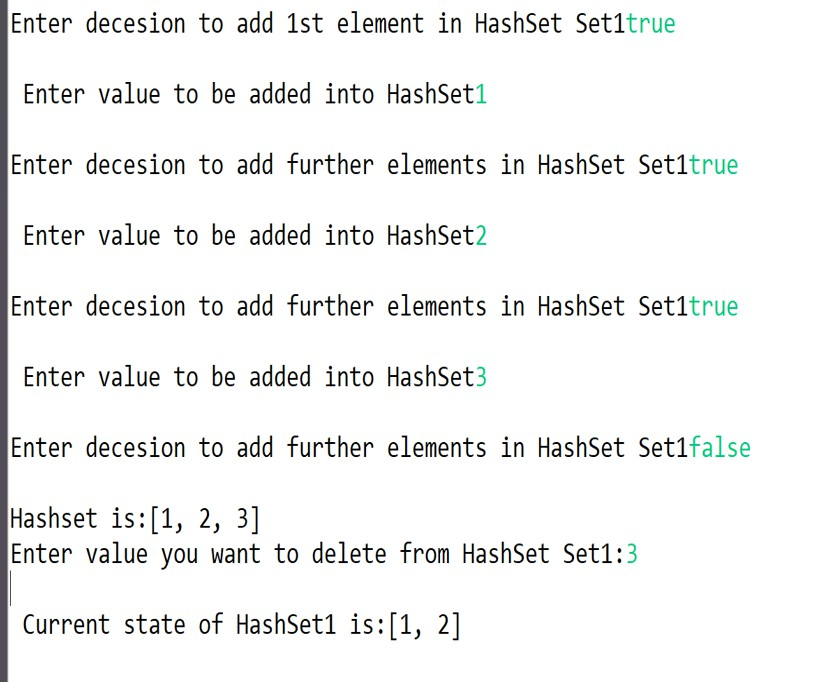 Enter decesion to add 1st element in HashSet Set1true
Enter value to be added into HashSet1
Enter decesion to add further elements in HashSet Set1true
Enter value to be added into HashSet2
Enter decesion to add further elements in HashSet Set1true
Enter value to be added into HashSet3
Enter decesion to add further elements in HashSet Set1false
Hashset is:[1, 2, 3]
Enter value you want to delete from HashSet Set1:3
Current state of HashSet1 is:[1, 2]